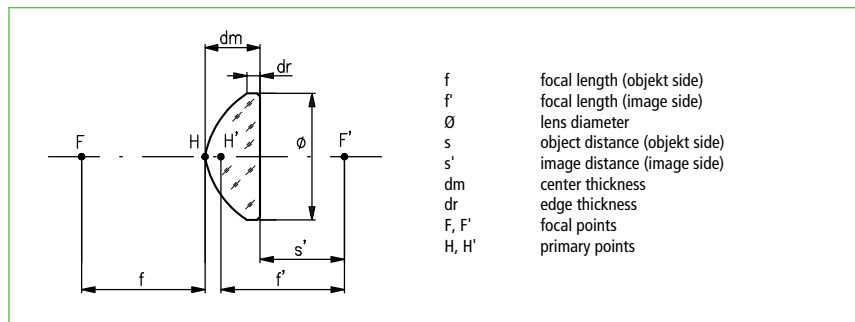 dm
dr
F
H
H'
ø
F'
s'
f
f'
f focal length (objekt side)
f' focal length (image side)
Ø lens diameter
s object distance (objekt side)
s' image distance (image side)
dm center thickness
dr edge thickness
F, F' focal points
H, H' primary points